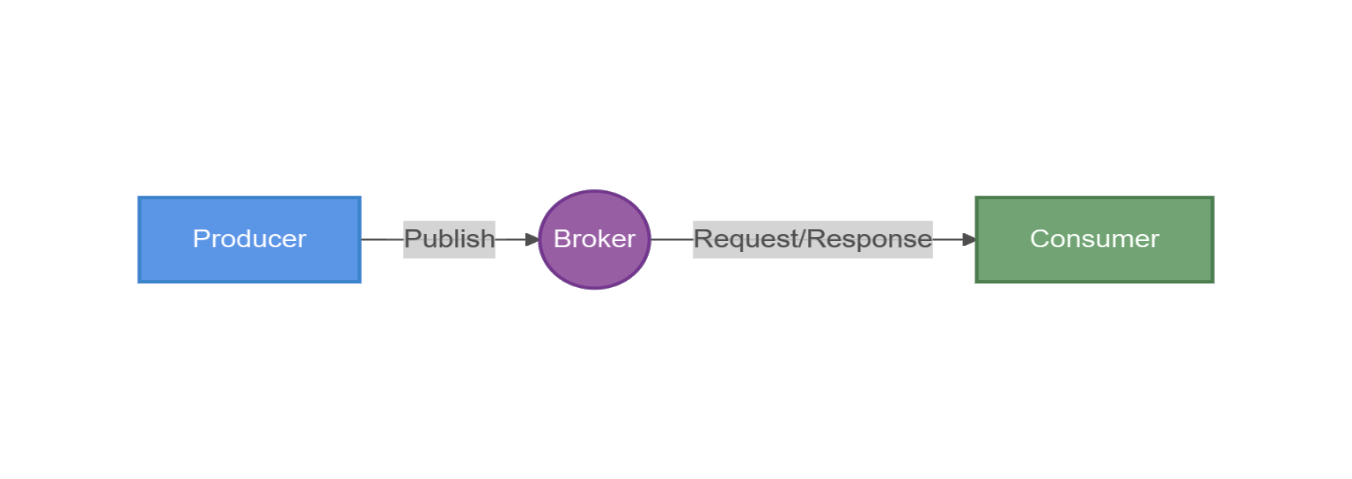 Producer
Publish
Broker
Request/Response
Consumer